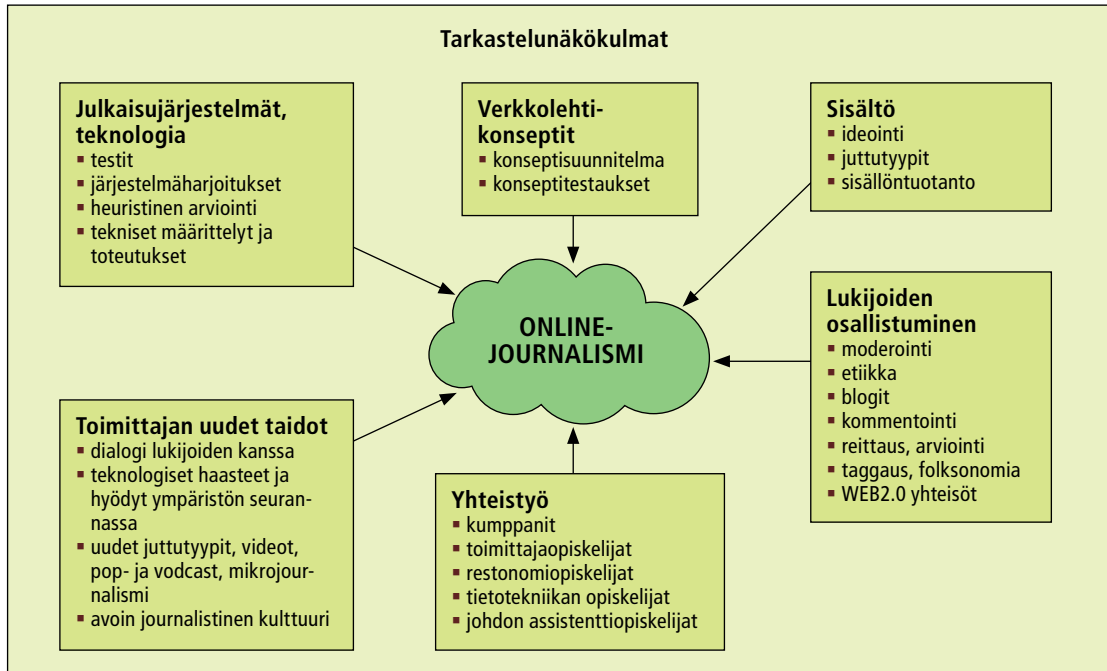 Tarkastelunäkökulmat
Julkaisujärjestelmät,
teknologia
▪ testit
▪ järjestelmäharjoitukset
▪ heuristinen arviointi
▪ tekniset määrittelyt ja
toteutukset
Verkkolehti-
konseptit
▪ konseptisuunnitelma
▪ konseptitestaukset
Sisältö
▪ ideointi
▪ juttutyypit
▪ sisällöntuotanto
ONLINE-
JOURNALISMI
Lukijoiden
osallistuminen
▪ moderointi
▪ etiikka
▪ blogit
▪ kommentointi
▪ reittaus, arviointi
▪ taggaus, folksonomia
▪ WEB2.0 yhteisöt
Toimittajan uudet taidot
▪ dialogi lukijoiden kanssa
▪ teknologiset haasteet ja
hyödyt ympäristön seuran-
nassa
▪ uudet juttutyypit, videot,
pop- ja vodcast, mikrojour-
nalismi
▪ avoin journalistinen kulttuuri
Yhteistyö
▪ kumppanit
▪ toimittajaopiskelijat
▪ restonomiopiskelijat
▪ tietotekniikan opiskelijat
▪ johdon assistenttiopiskelijat